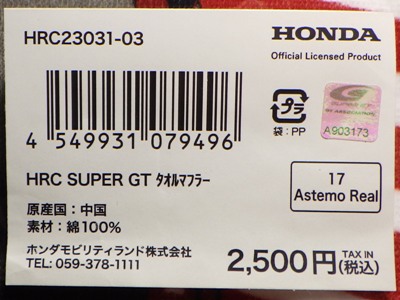 HRC23031-03
HONDA
Official Licensed Product
4 549931 079496
プラ
袋：PP
A903173
HRC SUPER GT ﾀｵﾙﾏﾌﾗｰ
17
Astemo Real
原産国：中国
素材：綿100%
ホンダモビリティランド株式会社
TEL: 059-378-1111
2,500円 TAX IN (税込)